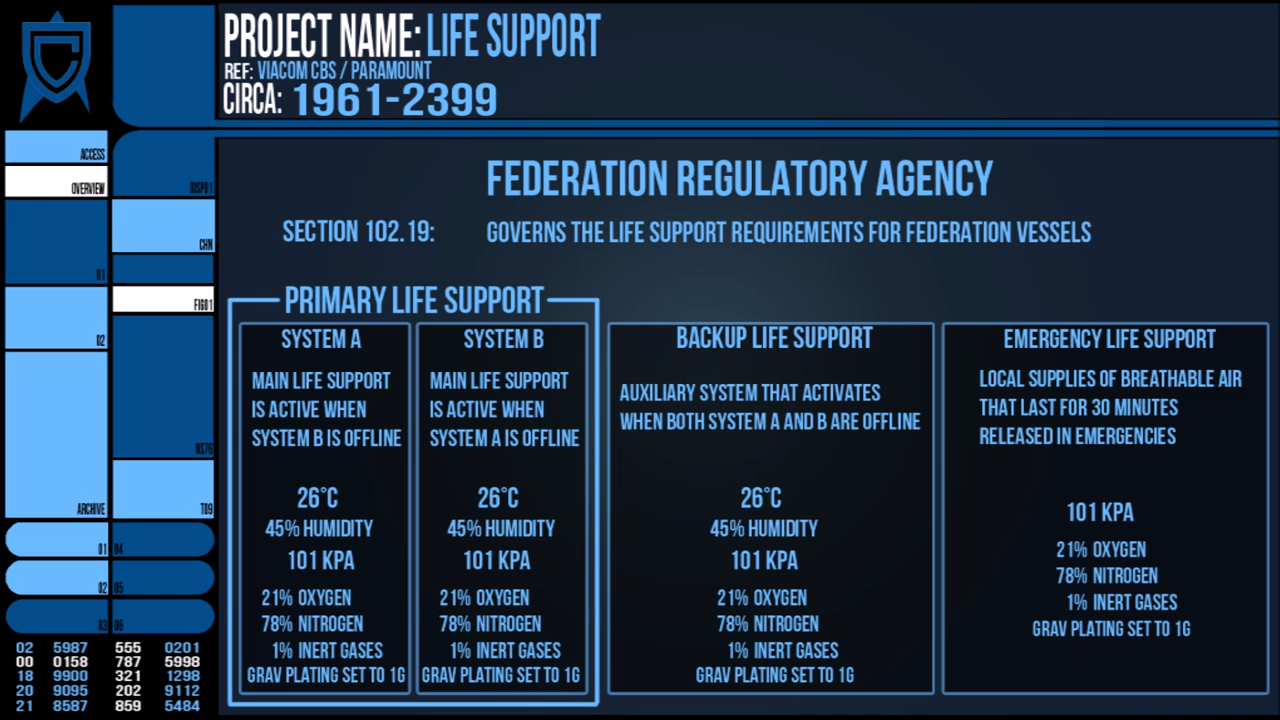 PROJECT NAME: LIFE SUPPORT
REF: VIACOM CBS / PARAMOUNT
CIRCA: 1961-2399
ACCESS
OVERVIEW
01
02
ARCHIVE
01
02
03
DISP01
CHN
FIG01
NS76
T09
04
05
06
02 5987 555 0201
00 0158 787 5998
18 9900 321 1298
20 9095 202 9112
21 8587 859 5484
FEDERATION REGULATORY AGENCY
SECTION 102.19: GOVERNS THE LIFE SUPPORT REQUIREMENTS FOR FEDERATION VESSELS
PRIMARY LIFE SUPPORT
SYSTEM A
MAIN LIFE SUPPORT
IS ACTIVE WHEN
SYSTEM B IS OFFLINE
26°C
45% HUMIDITY
101 KPA
21% OXYGEN
78% NITROGEN
1% INERT GASES
GRAV PLATING SET TO 1G
SYSTEM B
MAIN LIFE SUPPORT
IS ACTIVE WHEN
SYSTEM A IS OFFLINE
26°C
45% HUMIDITY
101 KPA
21% OXYGEN
78% NITROGEN
1% INERT GASES
GRAV PLATING SET TO 1G
BACKUP LIFE SUPPORT
AUXILIARY SYSTEM THAT ACTIVATES
WHEN BOTH SYSTEM A AND B ARE OFFLINE
26°C
45% HUMIDITY
101 KPA
21% OXYGEN
78% NITROGEN
1% INERT GASES
GRAV PLATING SET TO 1G
EMERGENCY LIFE SUPPORT
LOCAL SUPPLIES OF BREATHABLE AIR
THAT LAST FOR 30 MINUTES
RELEASED IN EMERGENCIES
101 KPA
21% OXYGEN
78% NITROGEN
1% INERT GASES
GRAV PLATING SET TO 1G